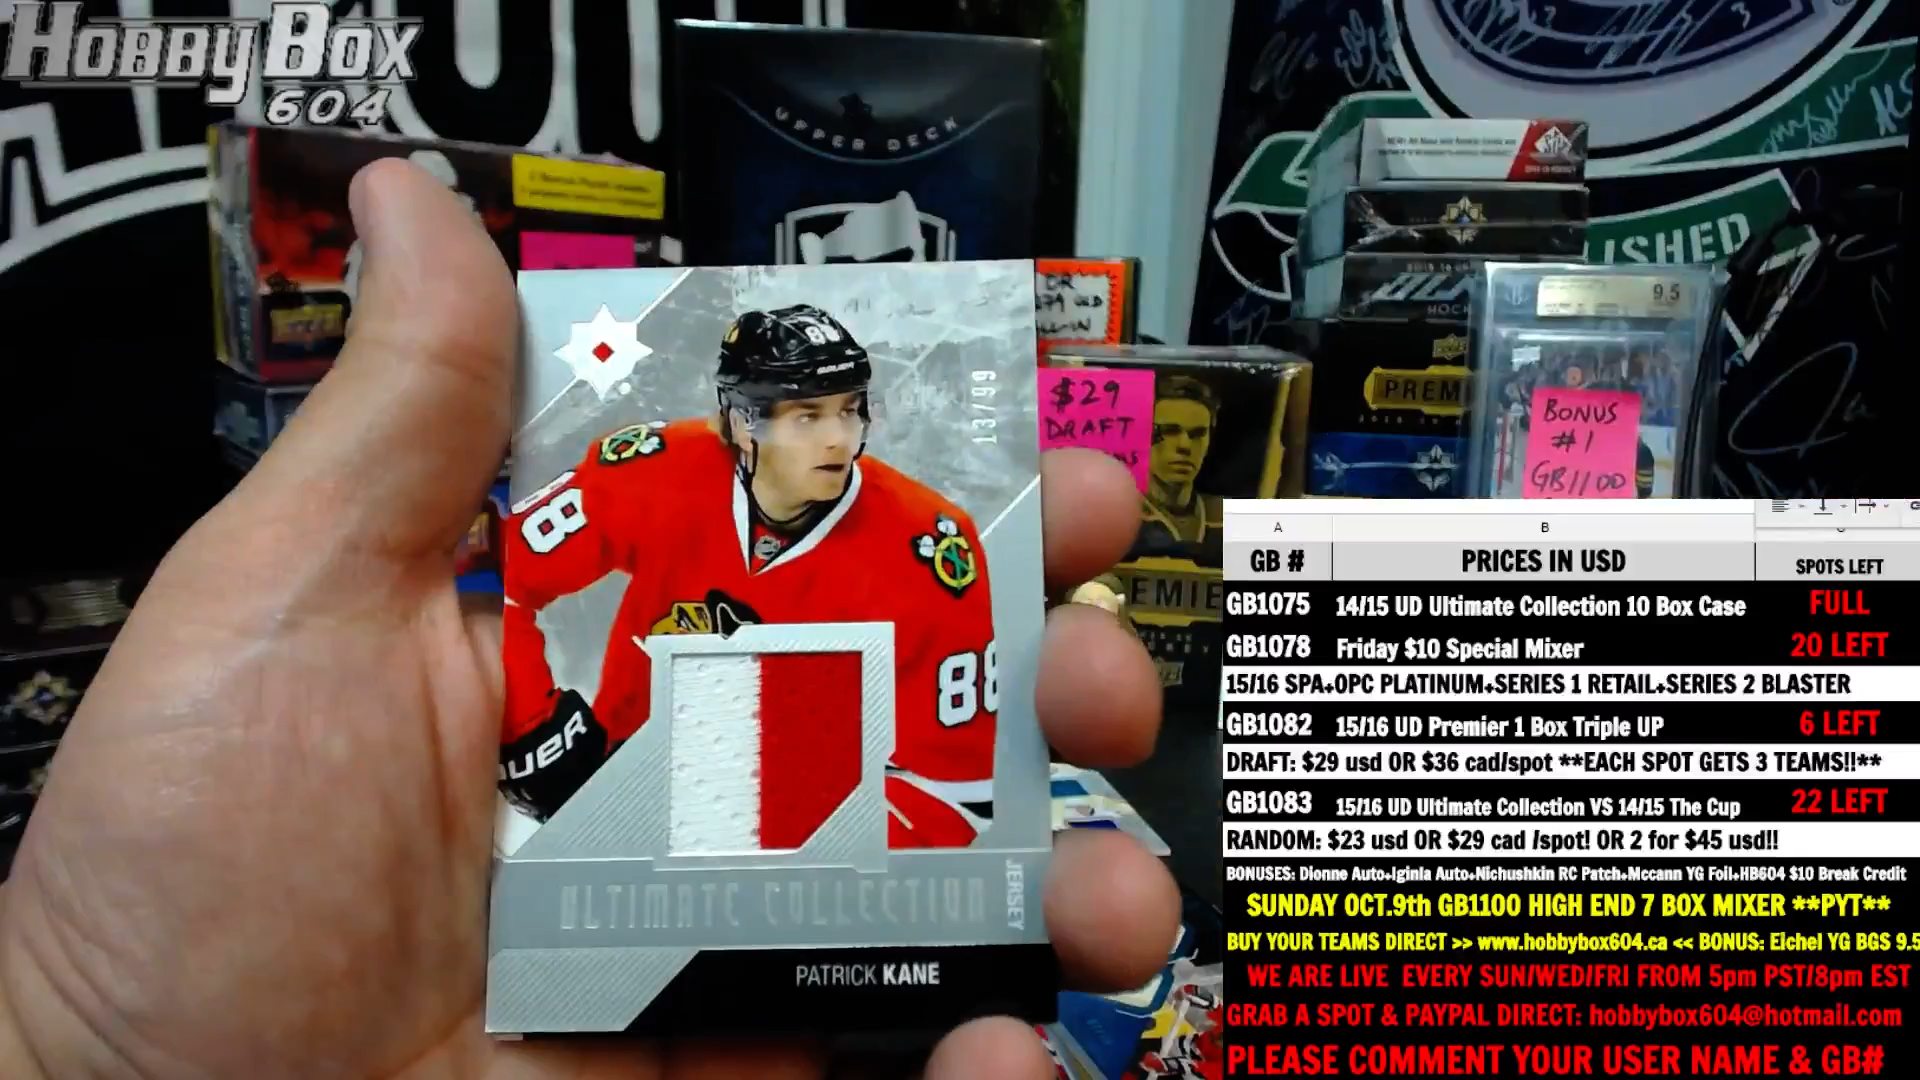 HOBBYBOX
604
UPPER DECK
9.5
ISHED
HOCK
PREM
$29
DRAFT
BONUS
#1
GB1100
88
13/99
88
88
JERSEY
ULTIMATE COLLECTION
PATRICK KANE
EMIE
A B
GB # PRICES IN USD SPOTS LEFT
GB1075 14/15 UD Ultimate Collection 10 Box Case FULL
GB1078 Friday $10 Special Mixer 20 LEFT
15/16 SPA+OPC PLATINUM+SERIES 1 RETAIL+SERIES 2 BLASTER
GB1082 15/16 UD Premier 1 Box Triple UP 6 LEFT
DRAFT: $29 usd OR $36 cad/spot **EACH SPOT GETS 3 TEAMS!!**
GB1083 15/16 UD Ultimate Collection VS 14/15 The Cup 22 LEFT
RANDOM: $23 usd OR $29 cad /spot! OR 2 for $45 usd!!
BONUSES: Dionne Auto+Iginla Auto+Nichushkin RC Patch+Mccann YG Foil+HB604 $10 Break Credit
SUNDAY OCT.9th GB1100 HIGH END 7 BOX MIXER **PYT**
BUY YOUR TEAMS DIRECT >> www.hobbybox604.ca << BONUS: Eichel YG BGS 9.5
WE ARE LIVE EVERY SUN/WED/FRI FROM 5pm PST/8pm EST
GRAB A SPOT & PAYPAL DIRECT: hobbybox604@hotmail.com
PLEASE COMMENT YOUR USER NAME & GB#